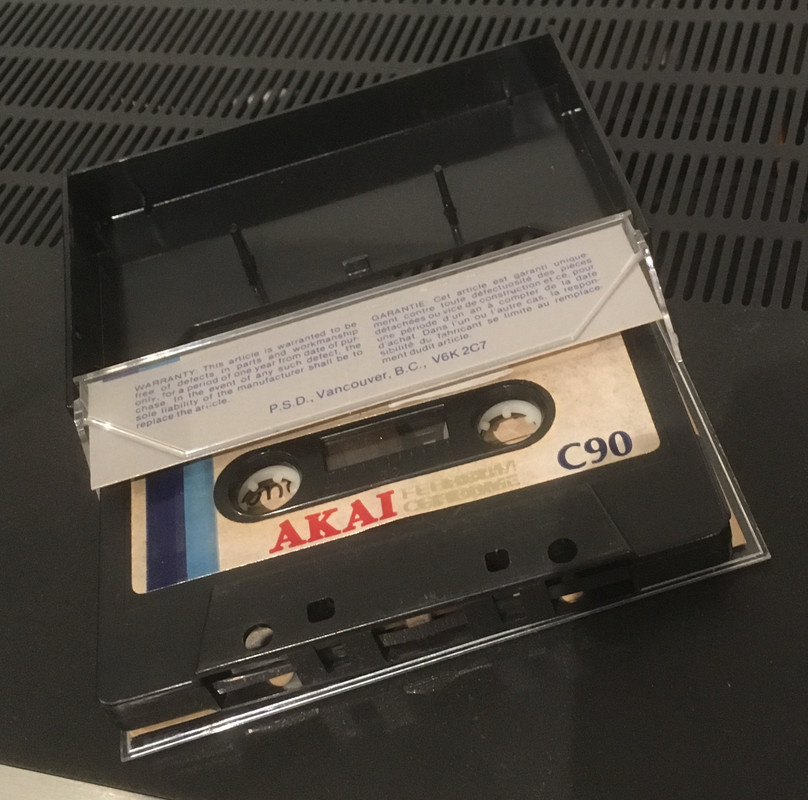 WARRANTY: This article is warranted to be
free of defects in parts and workmanship
only, for a period of one year from date of pur-
chase. In the event of any such defect, the
sole liability of the manufacturer shall be to
replace the article.
GARANTIE: Cet article est garanti unique
ment contre toute défectuosité des pièces
détachées ou vice de construction et ce, pour
une période d'un an à compter de la date
d'achat. Dans l'un ou l'autre cas, la respon-
sibilité du fabricant se limite au remplace-
ment dudit article.
P.S.D., Vancouver, B.C., V6K 2C7
C90
AKAI